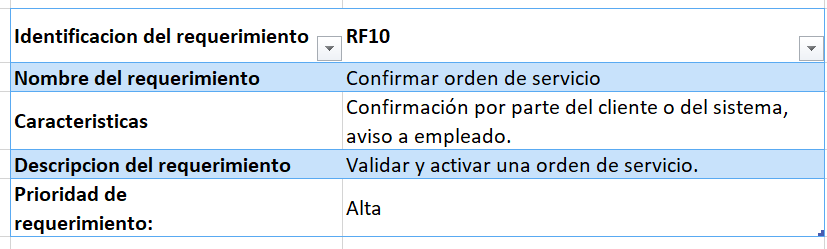 Identificacion del requerimiento RF10
Nombre del requerimiento Confirmar orden de servicio
Caracteristicas Confirmación por parte del cliente o del sistema,
aviso a empleado.
Descripcion del requerimiento Validar y activar una orden de servicio.
Prioridad de
requerimiento: Alta